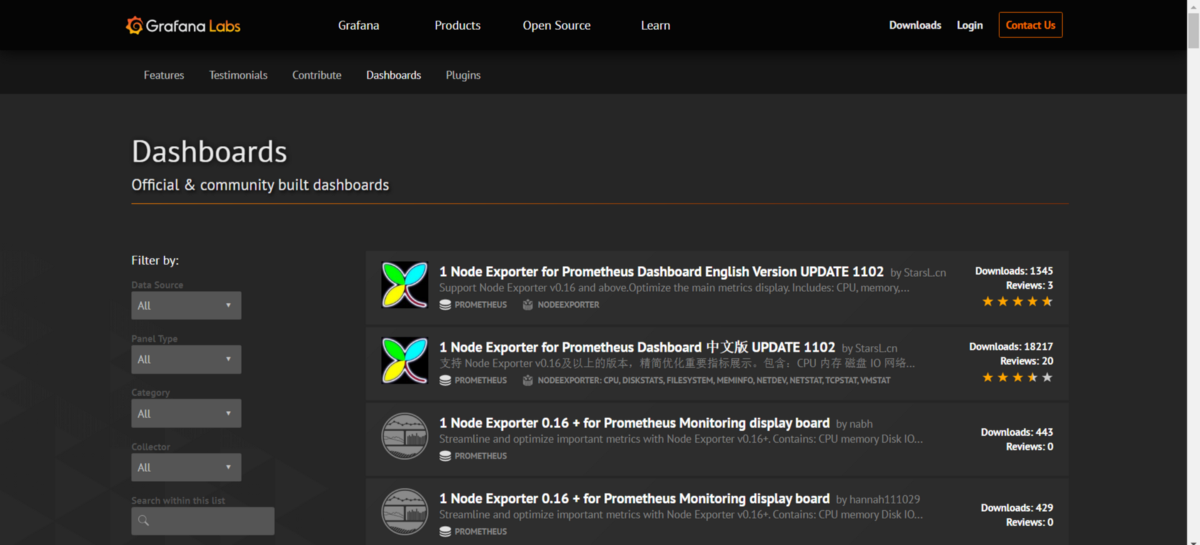 Grafana Labs
Grafana Products Open Source Learn
Downloads Login Contact Us
Features Testimonials Contribute Dashboards Plugins
Dashboards
Official & community built dashboards
Filter by:
Data Source
All
Panel Type
All
Category
All
Collector
All
Search within this list
1 Node Exporter for Prometheus Dashboard English Version UPDATE 1102 by StarsL.cn
Support Node Exporter v0.16 and above.Optimize the main metrics display. Includes: CPU, memory,...
PROMETHEUS NODEEXPORTER
Downloads: 1345
Reviews: 3
1 Node Exporter for Prometheus Dashboard 中文版 UPDATE 1102 by StarsL.cn
支持 Node Exporter v0.16及以上的版本，精简优化重要指标展示。包含：CPU 内存 磁盘 IO 网络...
PROMETHEUS NODEEXPORTER: CPU, DISKSTATS, FILESYSTEM, MEMINFO, NETDEV, NETSTAT, TCPSTAT, VMSTAT
Downloads: 18217
Reviews: 20
1 Node Exporter 0.16 + for Prometheus Monitoring display board by nabh
Streamline and optimize important metrics with Node Exporter v0.16+. Contains: CPU memory Disk IO...
PROMETHEUS
Downloads: 443
Reviews: 0
1 Node Exporter 0.16 + for Prometheus Monitoring display board by hannah111029
Streamline and optimize important metrics with Node Exporter v0.16+. Contains: CPU memory Disk IO...
PROMETHEUS
Downloads: 429
Reviews: 0